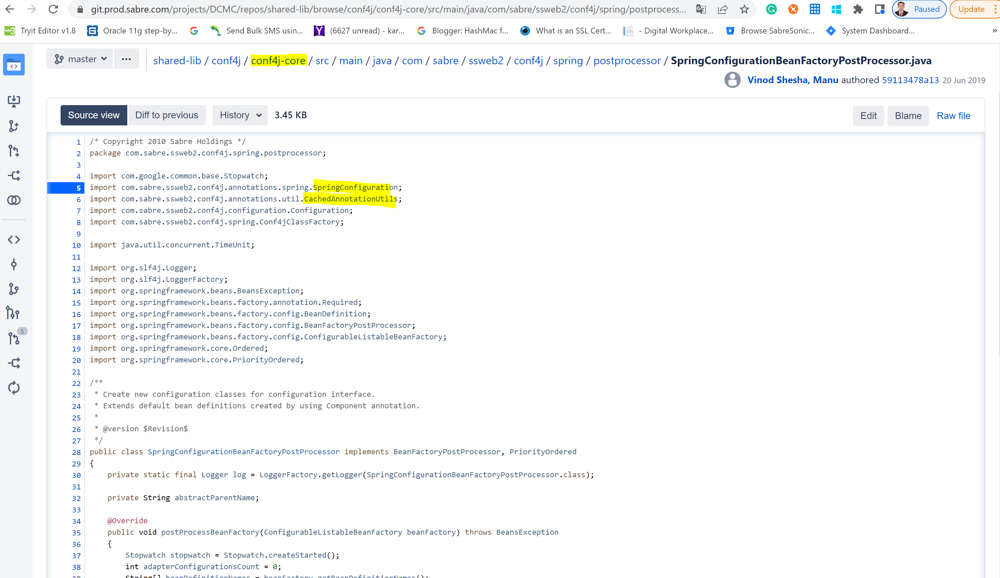 git.prod.sabre.com/projects/DCMC/repos/shared-lib/browse/conf4j/conf4j-core/src/main/java/com/sabre/ssweb2/conf4j/spring/postprocess...
Paused
Update
Tryit Editor v1.8
Oracle 11g step-by...
Send Bulk SMS usin...
(6627 unread) - kar...
Blogger: HashMac f...
What is an SSL Cert...
- Digital Workplace...
Browse SabreSonic...
System Dashboard...
»
master
shared-lib / conf4j / conf4j-core / src / main / java / com / sabre / ssweb2 / conf4j / spring / postprocessor / SpringConfigurationBeanFactoryPostProcessor.java
Vinod Shesha, Manu authored 59113478a13 20 Jun 2019
Source view
Diff to previous
History
3.45 KB
Edit
Blame
Raw file
5
1 /* Copyright 2010 Sabre Holdings */
2 package com.sabre.ssweb2.conf4j.spring.postprocessor;
3
4 import com.google.common.base.Stopwatch;
5 import com.sabre.ssweb2.conf4j.annotations.spring.SpringConfiguration;
6 import com.sabre.ssweb2.conf4j.annotations.util.CachedAnnotationUtils;
7 import com.sabre.ssweb2.conf4j.configuration.Configuration;
8 import com.sabre.ssweb2.conf4j.spring.Conf4jClassFactory;
9
10 import java.util.concurrent.TimeUnit;
11
12 import org.slf4j.Logger;
13 import org.slf4j.LoggerFactory;
14 import org.springframework.beans.BeansException;
15 import org.springframework.beans.factory.annotation.Required;
16 import org.springframework.beans.factory.config.BeanDefinition;
17 import org.springframework.beans.factory.config.BeanFactoryPostProcessor;
18 import org.springframework.beans.factory.config.ConfigurableListableBeanFactory;
19 import org.springframework.core.Ordered;
20 import org.springframework.core.PriorityOrdered;
21
22 /**
23 * Create new configuration classes for configuration interface.
24 * Extends default bean definitions created by using Component annotation.
25 *
26 * @version $Revision$
27 */
28 public class SpringConfigurationBeanFactoryPostProcessor implements BeanFactoryPostProcessor, PriorityOrdered
29 {
30 private static final Logger log = LoggerFactory.getLogger(SpringConfigurationBeanFactoryPostProcessor.class);
31
32 private String abstractParentName;
33
34 @Override
35 public void postProcessBeanFactory(ConfigurableListableBeanFactory beanFactory) throws BeansException
36 {
37 Stopwatch stopwatch = Stopwatch.createStarted();
38 int adapterConfigurationsCount = 0;
39 String[] beanDefinitionNames = beanFactory.getBeanDefinitionNames();